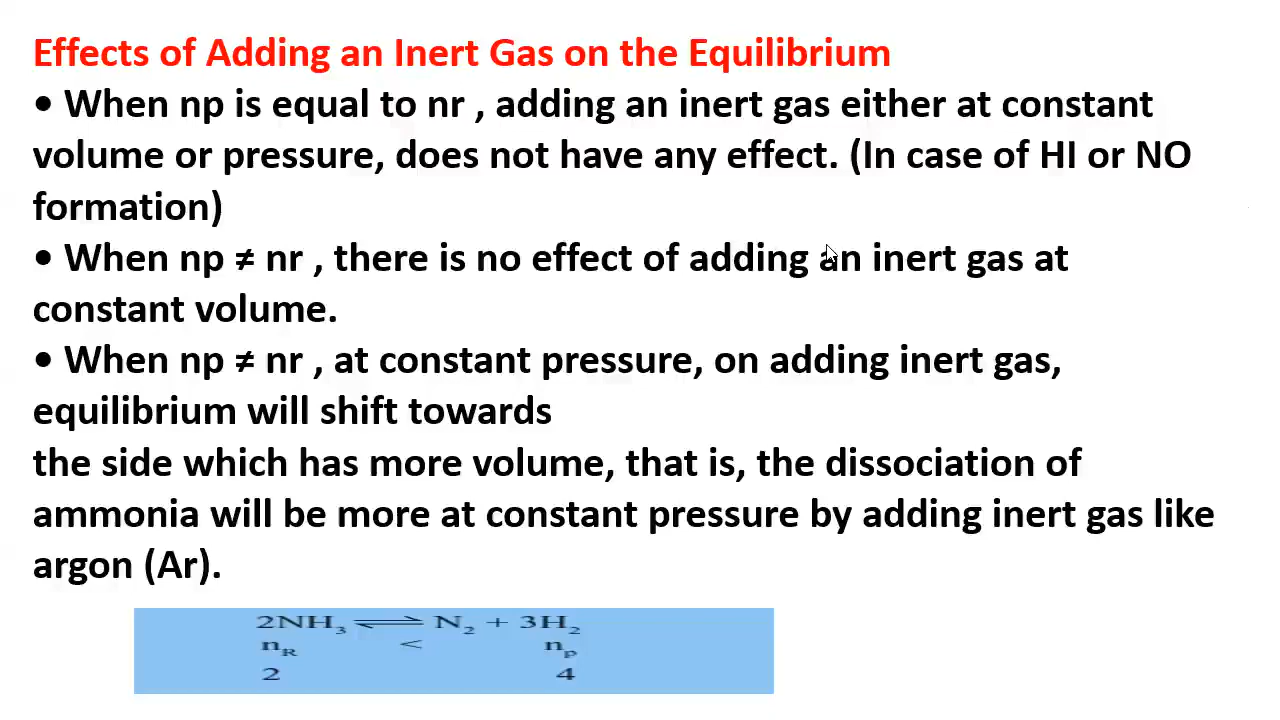 Effects of Adding an Inert Gas on the Equilibrium
• When np is equal to nr , adding an inert gas either at constant
volume or pressure, does not have any effect. (In case of HI or NO
formation)
• When np ≠ nr , there is no effect of adding an inert gas at
constant volume.
• When np ≠ nr , at constant pressure, on adding inert gas,
equilibrium will shift towards
the side which has more volume, that is, the dissociation of
ammonia will be more at constant pressure by adding inert gas like
argon (Ar).
2NH₃ ⇌ N₂ + 3H₂
n_R < n_p
2 4